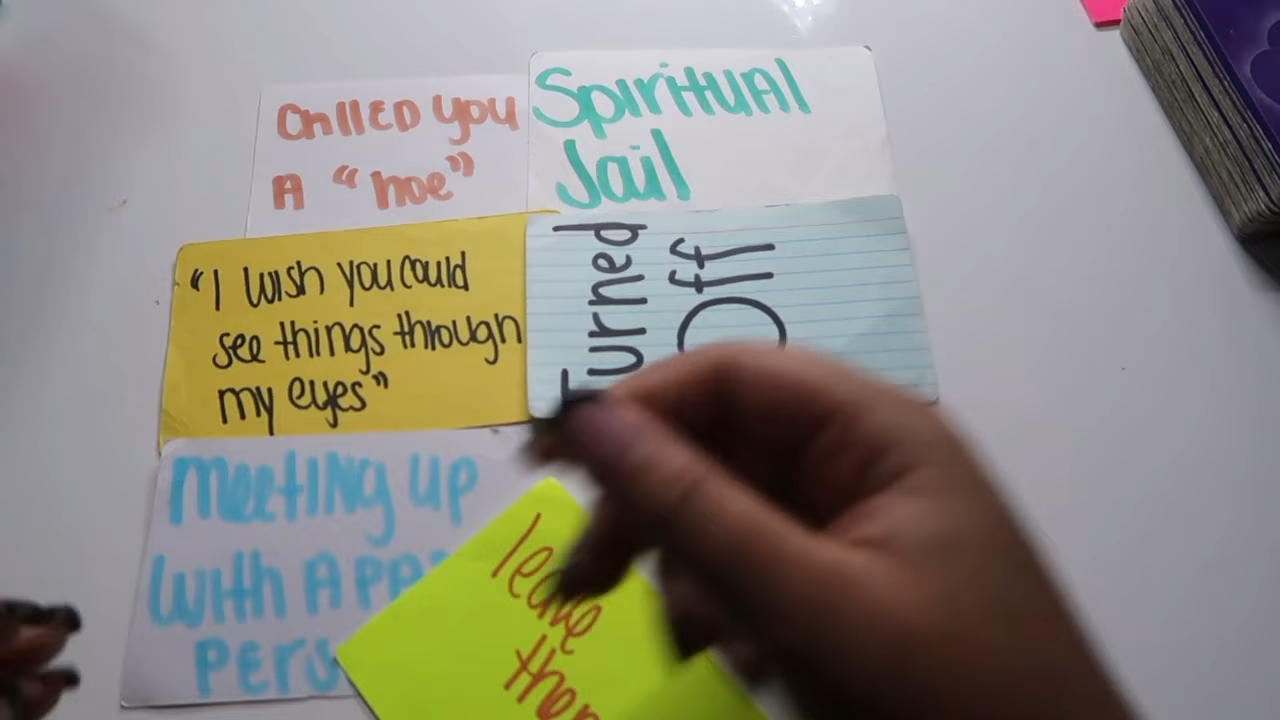 CAllED you
A “hoe”
SpiritUAl
Jail
“I wish you could
see things through
my eyes”
Turned
Off
meetINg up
with A
leave